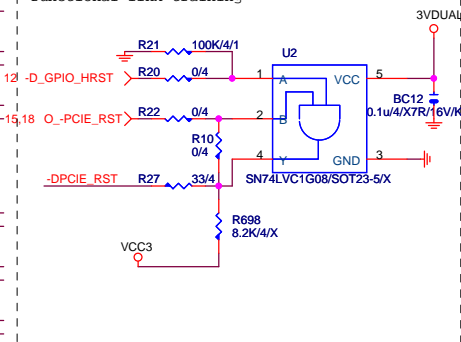 3VDUAL
R21 100K/4/1
U2
12 -D_GPIO_HRST R20 0/4 1 A VCC 5
BC12
0.1u/4/X7R/16V/K
15,18 O_-PCIE_RST R22 0/4 2 B
R10
0/4
4 Y GND 3
-DPCIE_RST R27 33/4 SN74LVC1G08/SOT23-5/X
R698
8.2K/4/X
VCC3